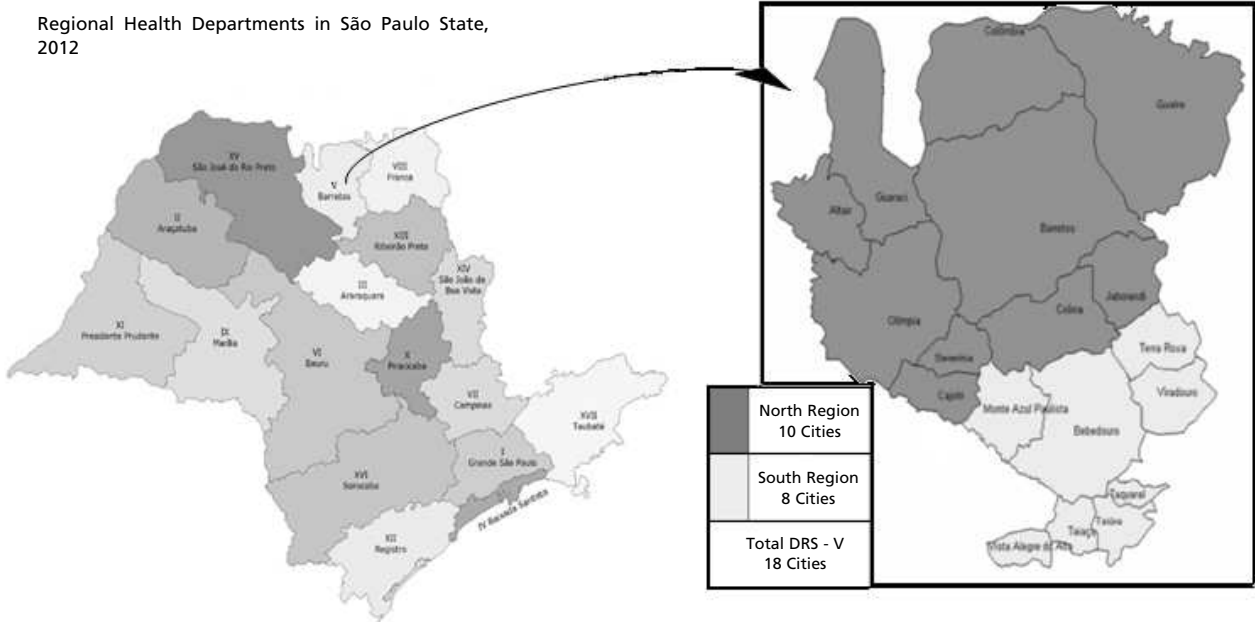 Regional Health Departments in São Paulo State,
2012
XV
São José do Rio Preto
V
Barretos
VIII
Franca
II
Araçatuba
XIII
Ribeirão Preto
XIV
São João da
Boa Vista
III
Araraquara
XI
Presidente Prudente
IX
Marília
VI
Bauru
X
Piracicaba
VII
Campinas
XVII
Taubaté
I
Grande São Paulo
XVI
Sorocaba
IV Baixada Santista
XII
Registro
Colômbia
Guaíra
Guaraci
Altair
Barretos
Jaborandi
Colina
Olímpia
Severínia
Cajobi
Terra Roxa
Viradouro
Monte Azul Paulista
Bebedouro
Taquaral
Taiúva
Taiaçu
Vista Alegre do Alto
North Region
10 Cities
South Region
8 Cities
Total DRS - V
18 Cities